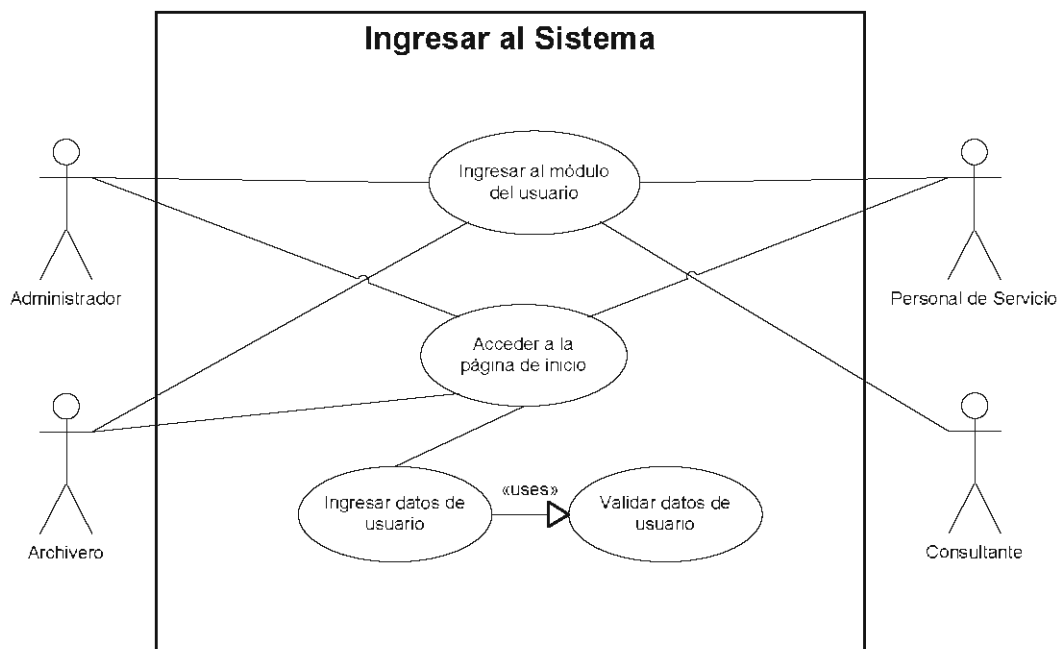 Ingresar al Sistema
Ingresar al módulo
del usuario
Administrador
Personal de Servicio
Acceder a la
página de inicio
Archivero
Consultante
Ingresar datos de
usuario
«uses»
Validar datos de
usuario